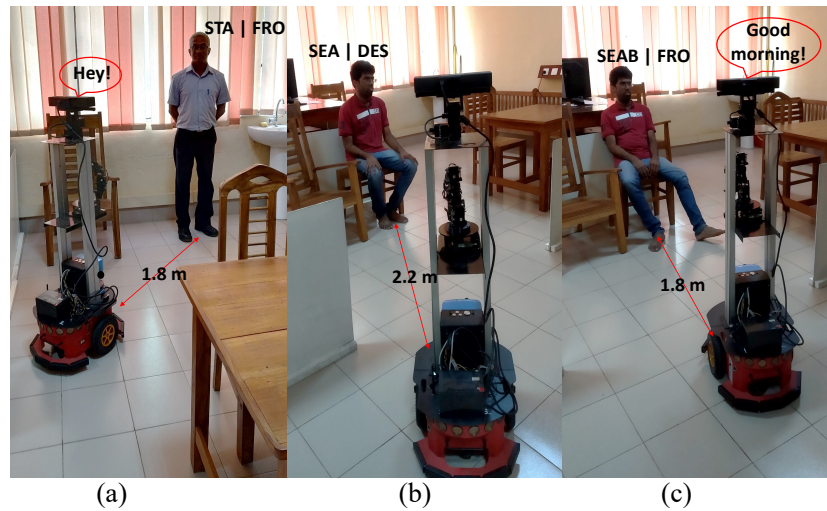 STA | FRO
Hey!
1.8 m
SEA | DES
2.2 m
SEAB | FRO
Good
morning!
1.8 m
(a)
(b)
(c)